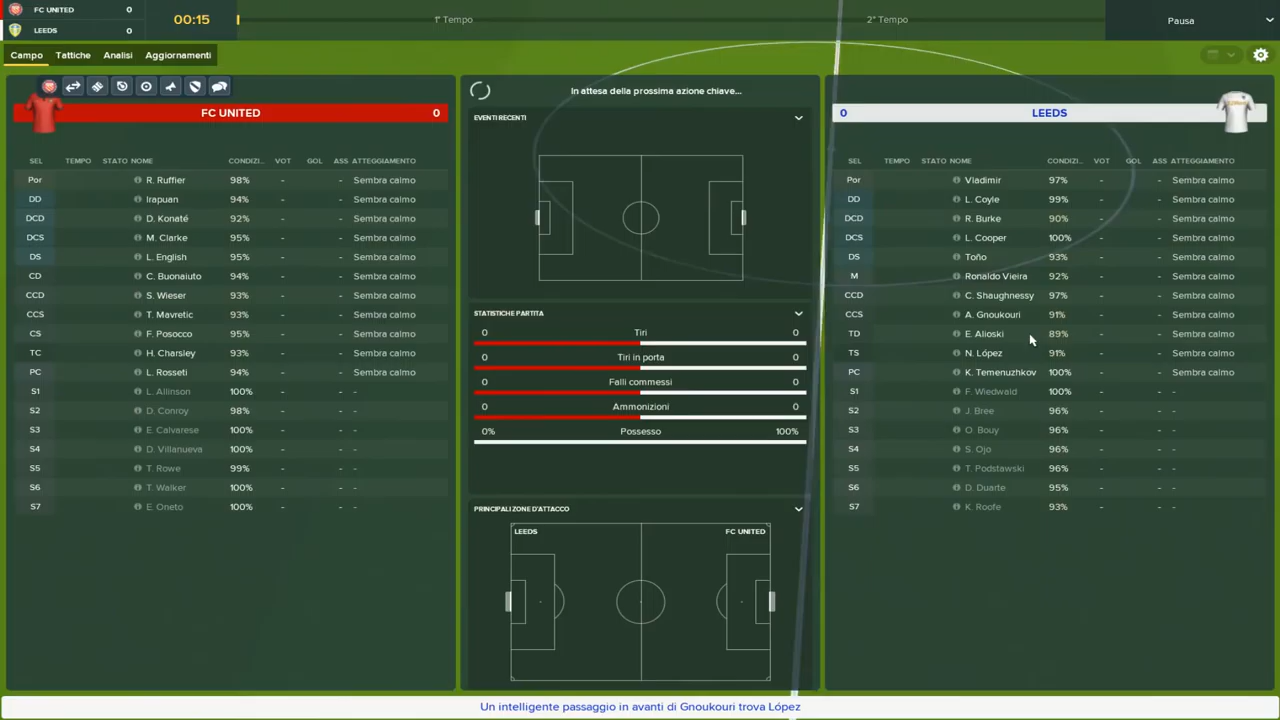 FC UNITED 0
LEEDS 0
00:15
1° Tempo
2° Tempo
Pausa
Campo Tattiche Analisi Aggiornamenti
FC UNITED 0
SEL TEMPO STATO NOME CONDIZI... VOT GOL ASS ATTEGGIAMENTO
Por R. Ruffier 98% - - Sembra calmo
DD Irapuan 94% - - Sembra calmo
DCD D. Konaté 92% - - Sembra calmo
DCS M. Clarke 95% - - Sembra calmo
DS L. English 95% - - Sembra calmo
CD C. Buonaiuto 94% - - Sembra calmo
CCD S. Wieser 93% - - Sembra calmo
CCS T. Mavretic 93% - - Sembra calmo
CS F. Posocco 95% - - Sembra calmo
TC H. Charsley 93% - - Sembra calmo
PC L. Rosseti 94% - - Sembra calmo
S1 L. Allinson 100% - - -
S2 D. Conroy 98% - - -
S3 E. Calvarese 100% - - -
S4 D. Villanueva 100% - - -
S5 T. Rowe 99% - - -
S6 T. Walker 100% - - -
S7 E. Oneto 100% - - -
In attesa della prossima azione chiave...
EVENTI RECENTI
STATISTICHE PARTITA
0 Tiri 0
0 Tiri in porta 0
0 Falli commessi 0
0 Ammonizioni 0
0% Possesso 100%
PRINCIPALI ZONE D'ATTACCO
LEEDS FC UNITED
0 LEEDS
SEL TEMPO STATO NOME CONDIZI... VOT GOL ASS ATTEGGIAMENTO
Por Vladimir 97% - - Sembra calmo
DD L. Coyle 99% - - Sembra calmo
DCD R. Burke 90% - - Sembra calmo
DCS L. Cooper 100% - - Sembra calmo
DS Toño 93% - - Sembra calmo
M Ronaldo Vieira 92% - - Sembra calmo
CCD C. Shaughnessy 97% - - Sembra calmo
CCS A. Gnoukouri 91% - - Sembra calmo
TD E. Alioski 89% - - Sembra calmo
TS N. López 91% - - Sembra calmo
PC K. Temenuzhkov 100% - - Sembra calmo
S1 F. Wiedwald 100% - - -
S2 J. Bree 96% - - -
S3 O. Bouy 96% - - -
S4 S. Ojo 96% - - -
S5 T. Podstawski 96% - - -
S6 D. Duarte 95% - - -
S7 K. Roofe 93% - - -
Un intelligente passaggio in avanti di Gnoukouri trova López